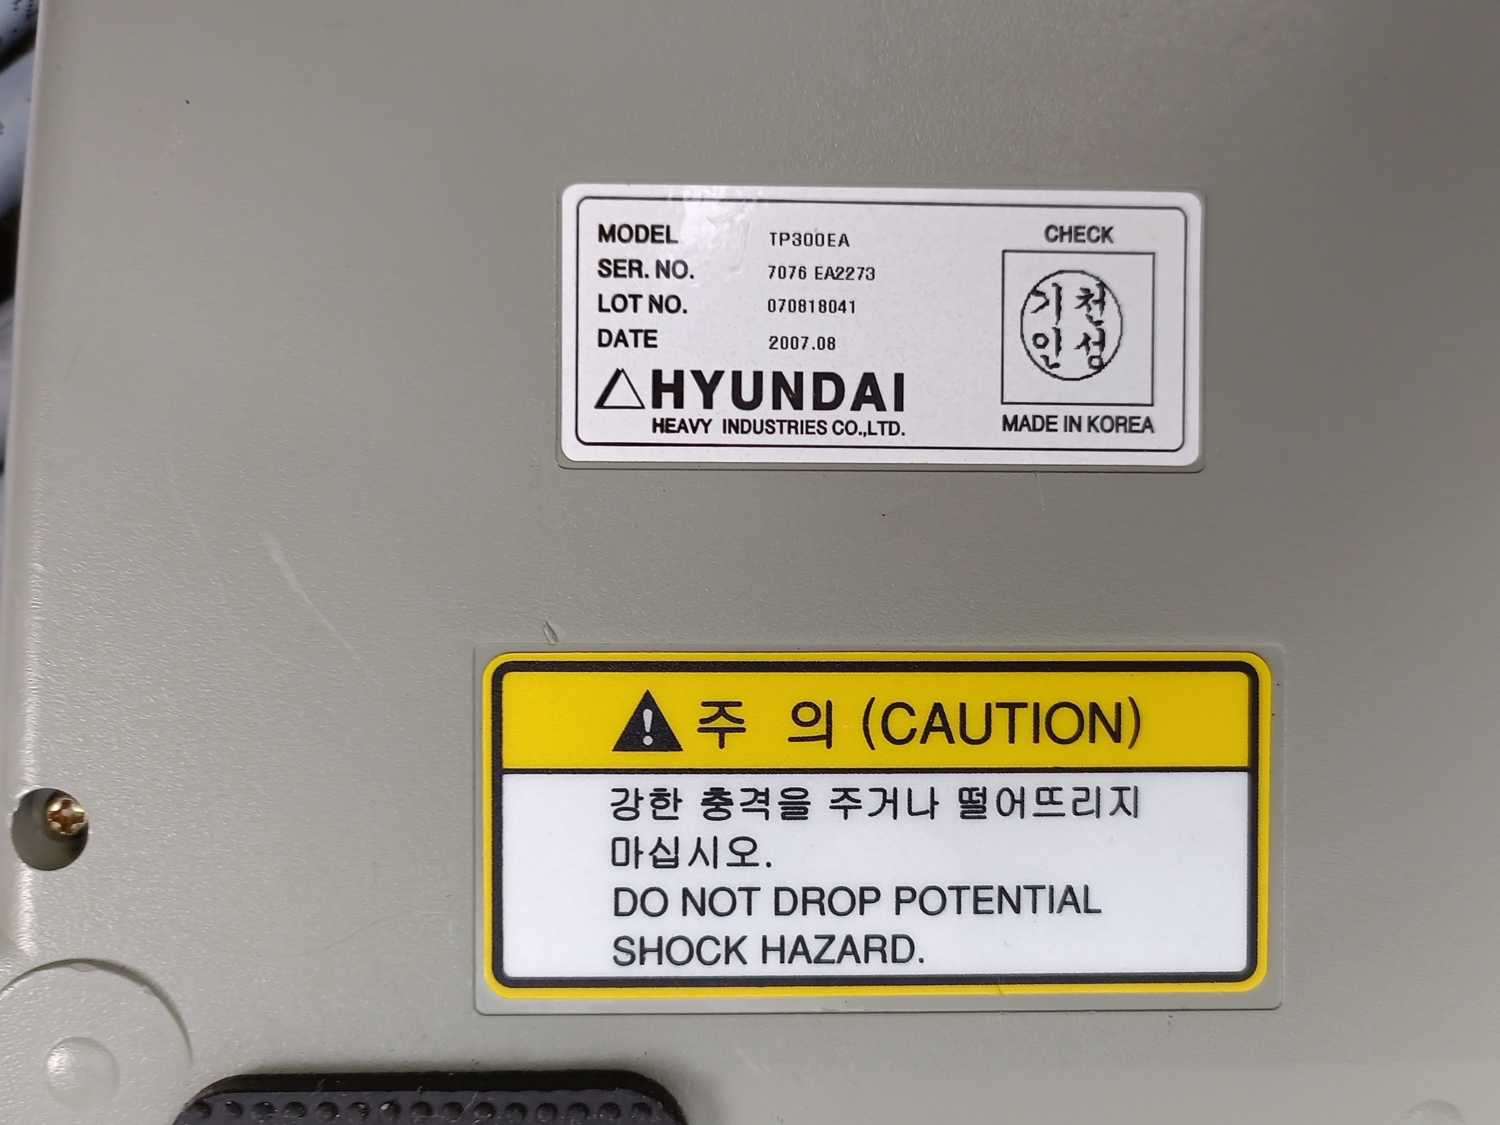 MODEL TP300EA
SER. NO. 7076 EA2273
LOT NO. 070818041
DATE 2007.08
HYUNDAI
HEAVY INDUSTRIES CO.,LTD.
CHECK
기천
인성
MADE IN KOREA
주 의 (CAUTION)
강한 충격을 주거나 떨어뜨리지
마십시오.
DO NOT DROP POTENTIAL
SHOCK HAZARD.